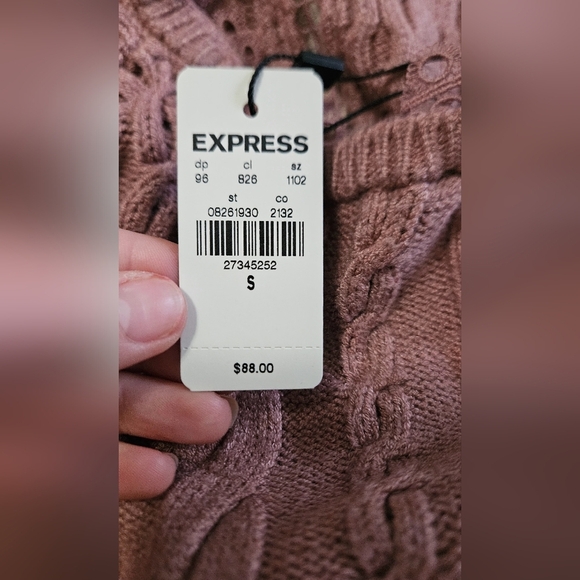 EXPRESS
dp cl sz
96 826 1102
st co
08261930 2132
27345252
S
$88.00